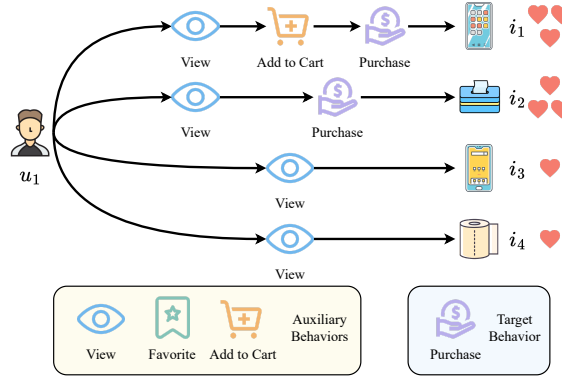 View Add to Cart Purchase i1
View Purchase i2
u1
View i3
View i4
View Favorite Add to Cart Auxiliary Behaviors
Purchase Target Behavior